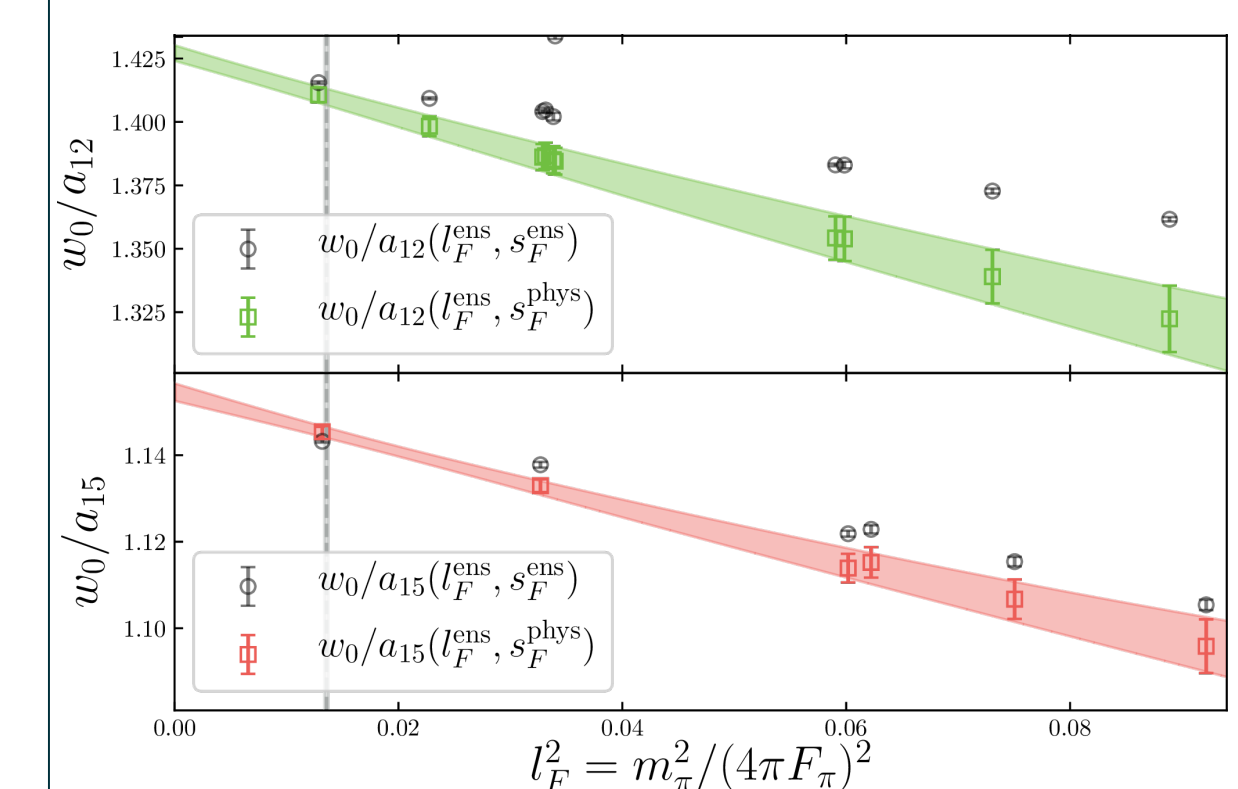 1.425
1.400
1.375
1.350
1.325
w₀/a₁₂
w₀/a₁₂(l_F^ens, s_F^ens)
w₀/a₁₂(l_F^ens, s_F^phys)
1.14
1.12
1.10
w₀/a₁₅
w₀/a₁₅(l_F^ens, s_F^ens)
w₀/a₁₅(l_F^ens, s_F^phys)
0.00 0.02 0.04 0.06 0.08
l_F^2 = m_π^2/(4πF_π)^2